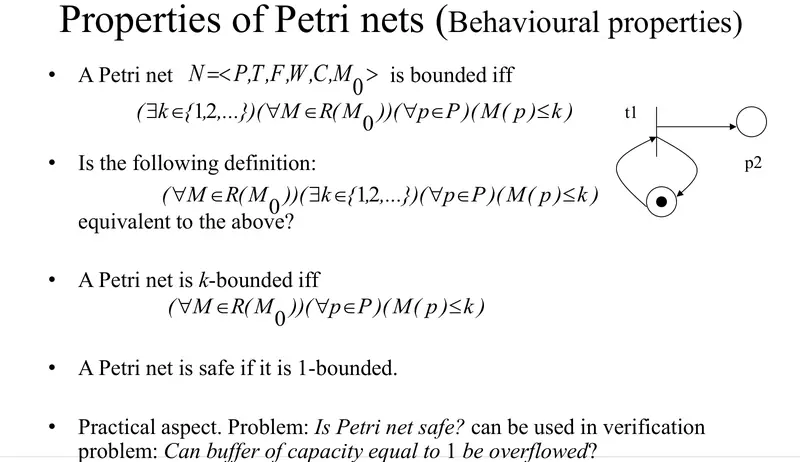 Properties of Petri nets (Behavioural properties)
• A Petri net N=<P,T,F,W,C,M₀> is bounded iff
(∃k∈{1,2,...})(∀M∈R(M₀))(∀p∈P)(M(p)≤k)
t1
• Is the following definition:
p2
(∀M∈R(M₀))(∃k∈{1,2,...})(∀p∈P)(M(p)≤k)
equivalent to the above?
• A Petri net is k-bounded iff
(∀M∈R(M₀))(∀p∈P)(M(p)≤k)
• A Petri net is safe if it is 1-bounded.
• Practical aspect. Problem: Is Petri net safe? can be used in verification
problem: Can buffer of capacity equal to 1 be overflowed?